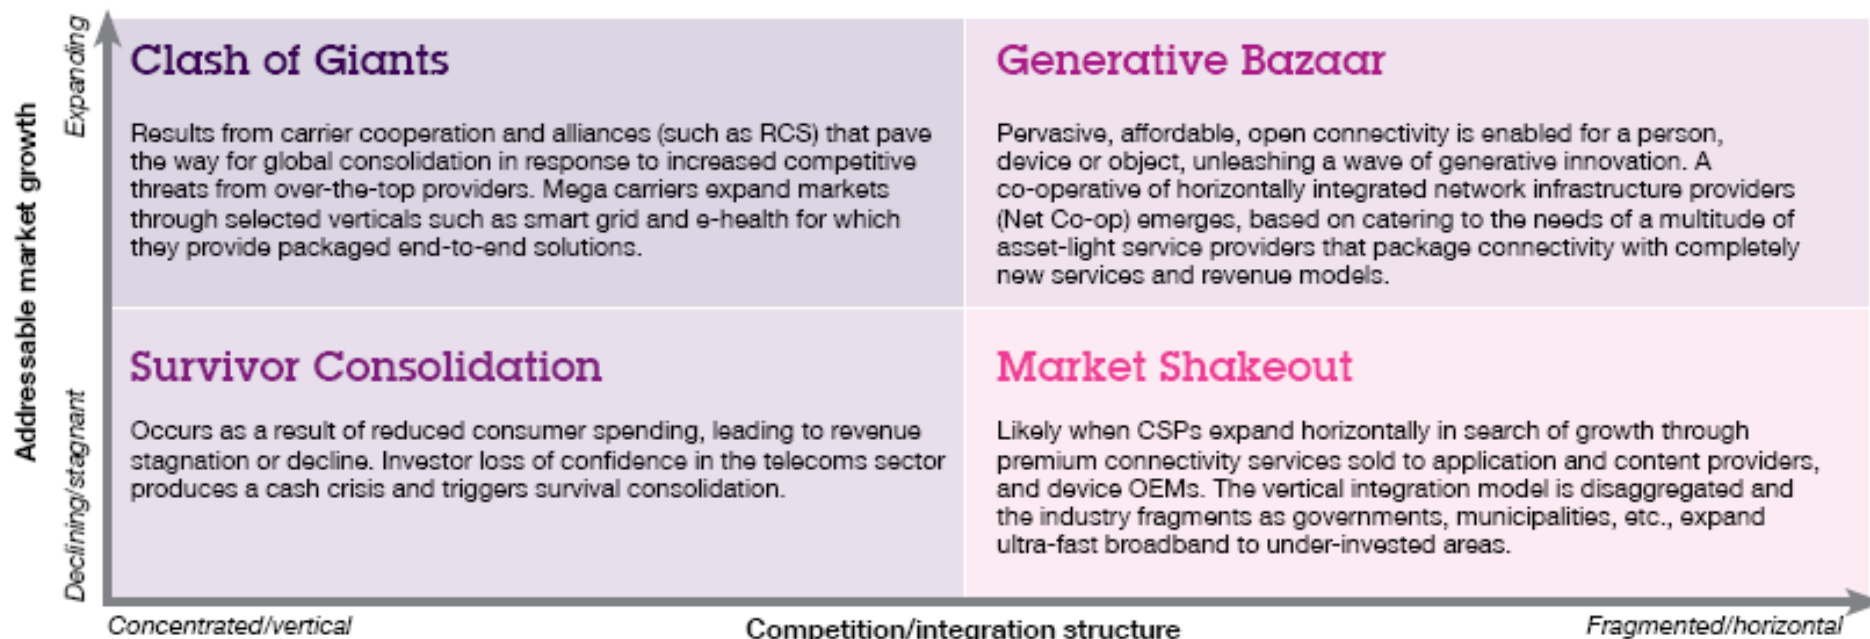 Addressable market growth
Expanding
Declining/stagnant
Clash of Giants
Results from carrier cooperation and alliances (such as RCS) that pave
the way for global consolidation in response to increased competitive
threats from over-the-top providers. Mega carriers expand markets
through selected verticals such as smart grid and e-health for which
they provide packaged end-to-end solutions.
Generative Bazaar
Pervasive, affordable, open connectivity is enabled for a person,
device or object, unleashing a wave of generative innovation. A
co-operative of horizontally integrated network infrastructure providers
(Net Co-op) emerges, based on catering to the needs of a multitude of
asset-light service providers that package connectivity with completely
new services and revenue models.
Survivor Consolidation
Occurs as a result of reduced consumer spending, leading to revenue
stagnation or decline. Investor loss of confidence in the telecoms sector
produces a cash crisis and triggers survival consolidation.
Market Shakeout
Likely when CSPs expand horizontally in search of growth through
premium connectivity services sold to application and content providers,
and device OEMs. The vertical integration model is disaggregated and
the industry fragments as governments, municipalities, etc., expand
ultra-fast broadband to under-invested areas.
Concentrated/vertical
Competition/integration structure
Fragmented/horizontal